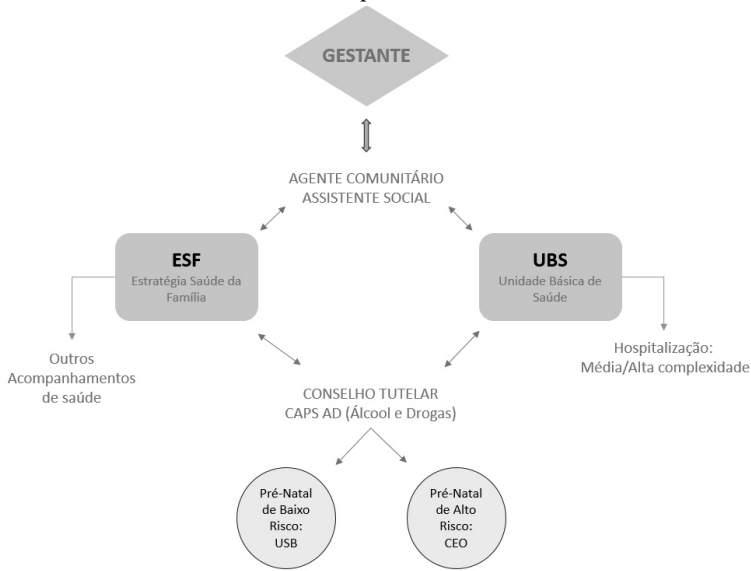 GESTANTE
AGENTE COMUNITÁRIO
ASSISTENTE SOCIAL
ESF
Estratégia Saúde da
Família
UBS
Unidade Básica de
Saúde
Outros
Acompanhamentos
de saúde
Hospitalização:
Média/Alta complexidade
CONSELHO TUTELAR
CAPS AD (Álcool e Drogas)
Pré-Natal
de Baixo
Risco:
USB
Pré-Natal
de Alto
Risco:
CEO